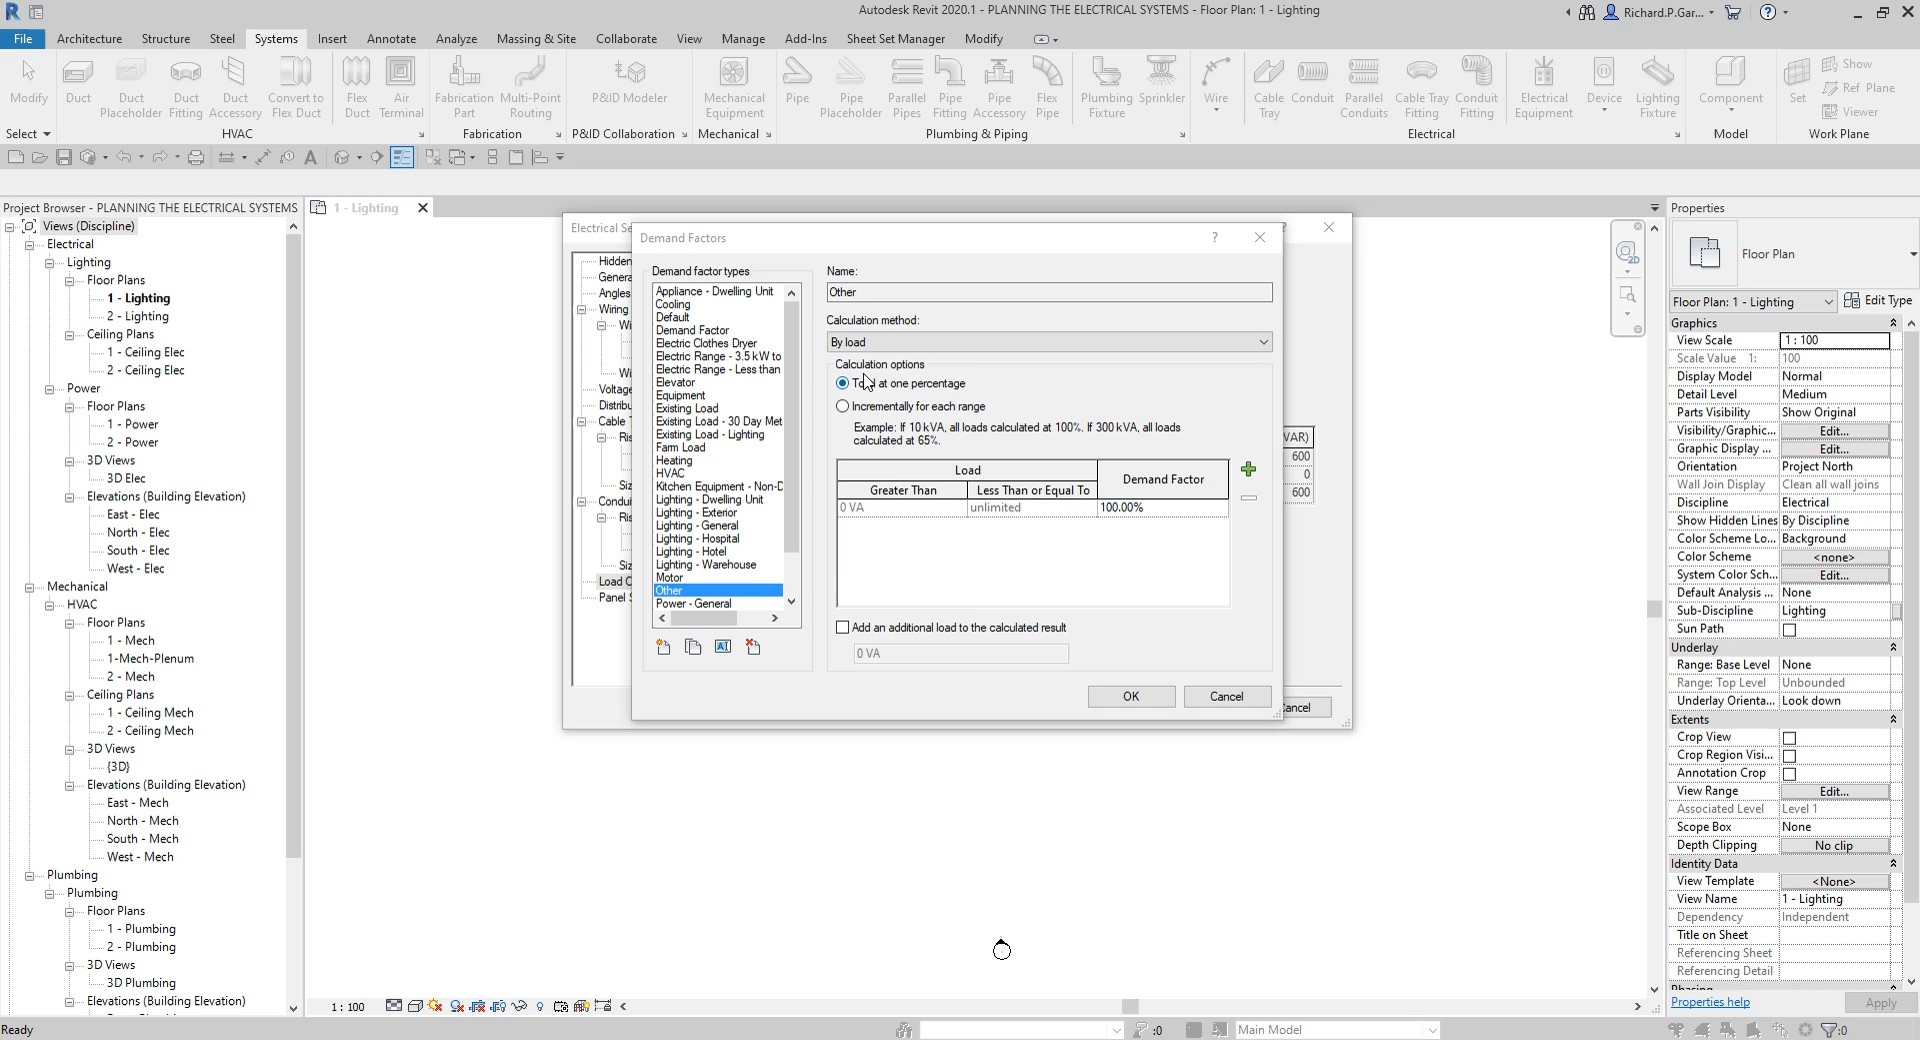 Autodesk Revit 2020.1 - PLANNING THE ELECTRICAL SYSTEMS - Floor Plan: 1 - Lighting
Richard.P.Gar...
File Architecture Structure Steel Systems Insert Annotate Analyze Massing & Site Collaborate View Manage Add-Ins Sheet Set Manager Modify
Modify
Duct
Duct Placeholder
Duct Fitting
Duct Accessory
Convert to Flex Duct
Flex Duct
Air Terminal
Fabrication Part
Multi-Point Routing
P&ID Modeler
Mechanical Equipment
Pipe
Pipe Placeholder
Parallel Pipes
Pipe Fitting
Pipe Accessory
Flex Pipe
Plumbing Fixture
Sprinkler
Wire
Cable Tray
Conduit
Parallel Conduits
Cable Tray Fitting
Conduit Fitting
Electrical Equipment
Device
Lighting Fixture
Component
Set
Show
Ref Plane
Viewer
Select HVAC Fabrication P&ID Collaboration Mechanical Plumbing & Piping Electrical Model Work Plane
Project Browser - PLANNING THE ELECTRICAL SYSTEMS
Views (Discipline)
Electrical
Lighting
Floor Plans
1 - Lighting
2 - Lighting
Ceiling Plans
1 - Ceiling Elec
2 - Ceiling Elec
Power
Floor Plans
1 - Power
2 - Power
3D Views
3D Elec
Elevations (Building Elevation)
East - Elec
North - Elec
South - Elec
West - Elec
Mechanical
HVAC
Floor Plans
1 - Mech
1-Mech-Plenum
2 - Mech
Ceiling Plans
1 - Ceiling Mech
2 - Ceiling Mech
3D Views
{3D}
Elevations (Building Elevation)
East - Mech
North - Mech
South - Mech
West - Mech
Plumbing
Plumbing
Floor Plans
1 - Plumbing
2 - Plumbing
3D Views
3D Plumbing
Elevations (Building Elevation)
1 - Lighting
Electrical Se
Hidden
Genera
Angles
Wiring
Wi
Wi
Voltage
Distribu
Cable T
Ris
Siz
Condui
Ris
Siz
Load C
Panel S
VAR)
600
0
600
ancel
Demand Factors
?
Demand factor types
Appliance - Dwelling Unit
Cooling
Default
Demand Factor
Electric Clothes Dryer
Electric Range - 3.5 kW to
Electric Range - Less than
Elevator
Equipment
Existing Load
Existing Load - 30 Day Met
Existing Load - Lighting
Farm Load
Heating
HVAC
Kitchen Equipment - Non-D
Lighting - Dwelling Unit
Lighting - Exterior
Lighting - General
Lighting - Hospital
Lighting - Hotel
Lighting - Warehouse
Motor
Other
Power - General
Name:
Other
Calculation method:
By load
Calculation options
at one percentage
Incrementally for each range
Example: If 10 kVA, all loads calculated at 100%. If 300 kVA, all loads
calculated at 65%.
Load
Demand Factor
Greater Than Less Than or Equal To
0 VA unlimited 100.00%
Add an additional load to the calculated result
0 VA
OK Cancel
Properties
Floor Plan
Floor Plan: 1 - Lighting Edit Type
Graphics
View Scale 1 : 100
Scale Value 1: 100
Display Model Normal
Detail Level Medium
Parts Visibility Show Original
Visibility/Graphic... Edit...
Graphic Display ... Edit...
Orientation Project North
Wall Join Display Clean all wall joins
Discipline Electrical
Show Hidden Lines By Discipline
Color Scheme Lo... Background
Color Scheme <none>
System Color Sch... Edit...
Default Analysis ... None
Sub-Discipline Lighting
Sun Path
Underlay
Range: Base Level None
Range: Top Level Unbounded
Underlay Orienta... Look down
Extents
Crop View
Crop Region Visi...
Annotation Crop
View Range Edit...
Associated Level Level 1
Scope Box None
Depth Clipping No clip
Identity Data
View Template <None>
View Name 1 - Lighting
Dependency Independent
Title on Sheet
Referencing Sheet
Referencing Detail
Phasing
Properties help Apply
1 : 100
Ready
:0
Main Model
:0